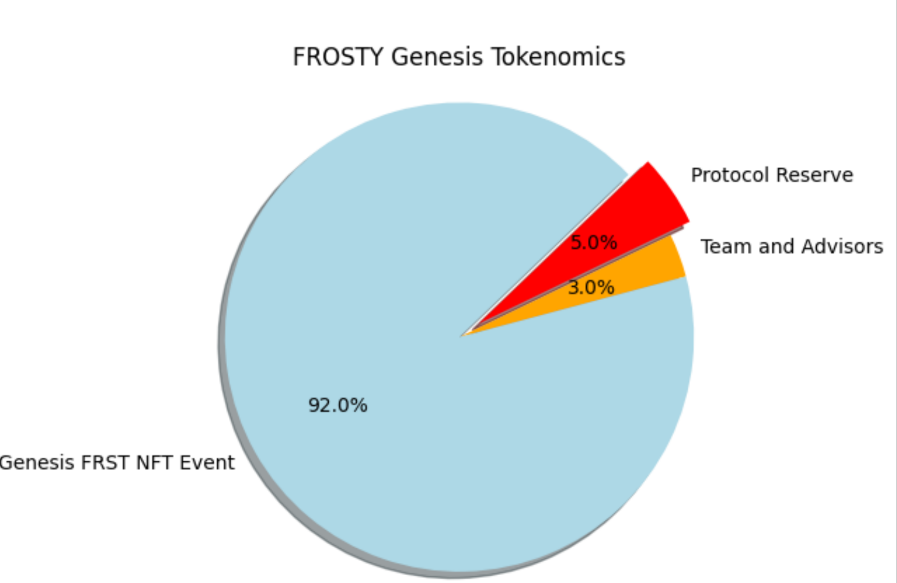 FROSTY Genesis Tokenomics
Protocol Reserve
5.0%
Team and Advisors
3.0%
92.0%
Genesis FRST NFT Event